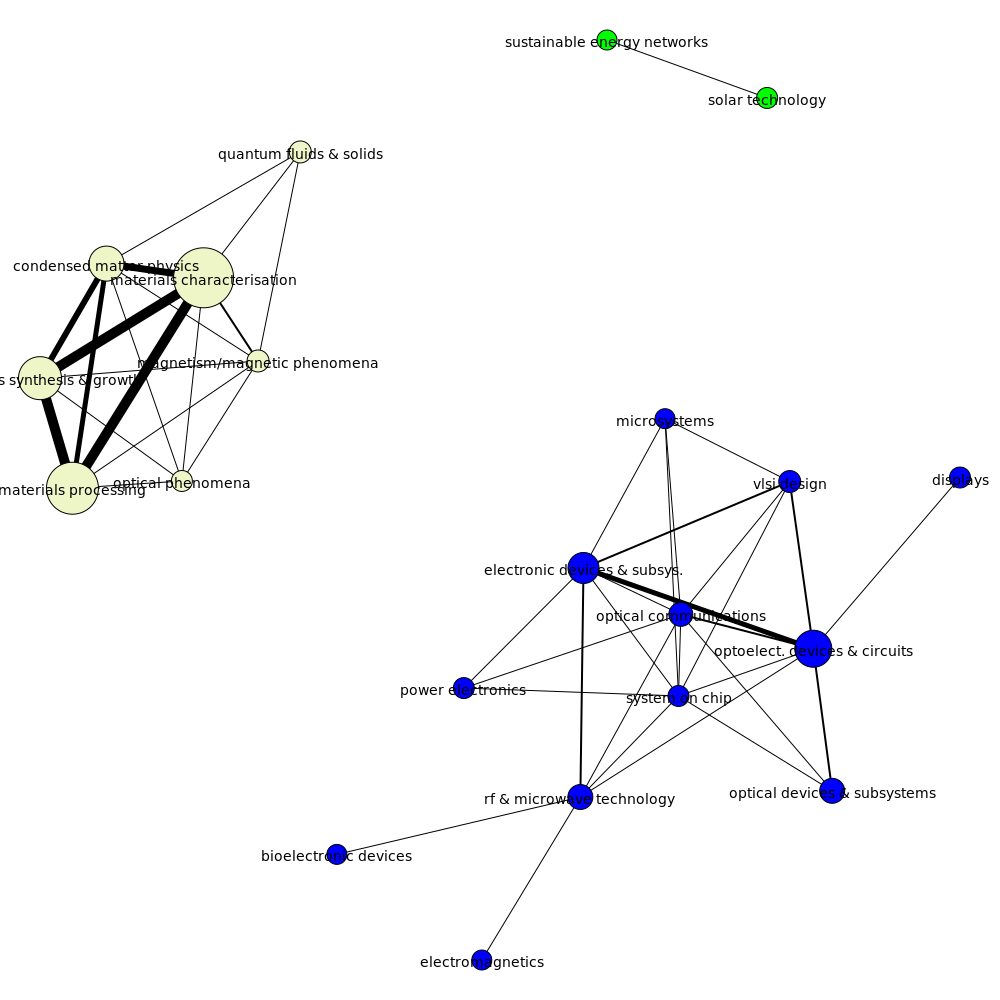 sustainable energy networks
solar technology
quantum fluids & solids
condensed matter physics
materials characterisation
magnetism/magnetic phenomena
s synthesis & growth
optical phenomena
materials processing
microsystems
displays
vlsi design
electronic devices & subsys.
optical communications
optoelect. devices & circuits
power electronics
system on chip
optical devices & subsystems
rf & microwave technology
bioelectronic devices
electromagnetics